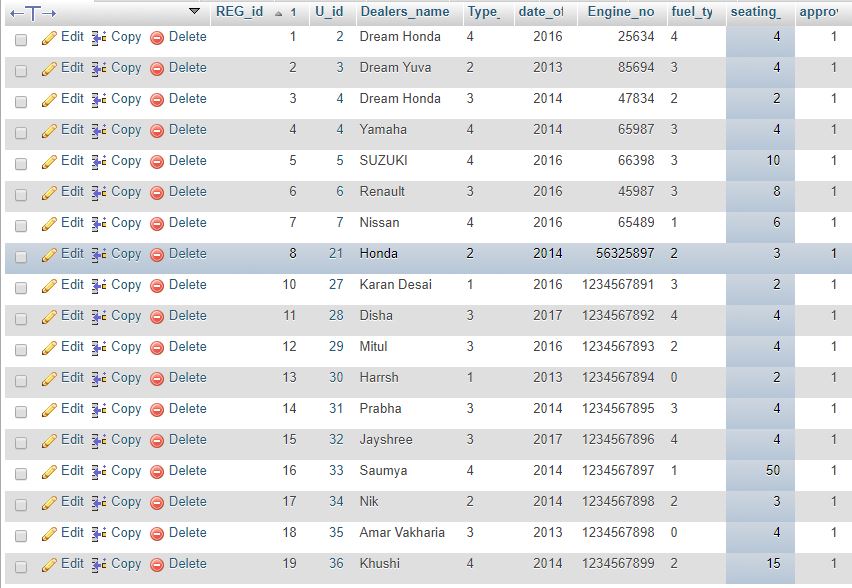 ←T→ REG_id 1 U_id Dealers_name Type_ date_of Engine_no fuel_ty seating_ approv
Edit Copy Delete 1 2 Dream Honda 4 2016 25634 4 4 1
Edit Copy Delete 2 3 Dream Yuva 2 2013 85694 3 4 1
Edit Copy Delete 3 4 Dream Honda 3 2014 47834 2 2 1
Edit Copy Delete 4 4 Yamaha 4 2014 65987 3 4 1
Edit Copy Delete 5 5 SUZUKI 4 2016 66398 3 10 1
Edit Copy Delete 6 6 Renault 3 2016 45987 3 8 1
Edit Copy Delete 7 7 Nissan 4 2016 65489 1 6 1
Edit Copy Delete 8 21 Honda 2 2014 56325897 2 3 1
Edit Copy Delete 10 27 Karan Desai 1 2016 1234567891 3 2 1
Edit Copy Delete 11 28 Disha 3 2017 1234567892 4 4 1
Edit Copy Delete 12 29 Mitul 3 2016 1234567893 2 4 1
Edit Copy Delete 13 30 Harrsh 1 2013 1234567894 0 2 1
Edit Copy Delete 14 31 Prabha 3 2014 1234567895 3 4 1
Edit Copy Delete 15 32 Jayshree 3 2017 1234567896 4 4 1
Edit Copy Delete 16 33 Saumya 4 2014 1234567897 1 50 1
Edit Copy Delete 17 34 Nik 2 2014 1234567898 2 3 1
Edit Copy Delete 18 35 Amar Vakharia 3 2013 1234567898 0 4 1
Edit Copy Delete 19 36 Khushi 4 2014 1234567899 2 15 1